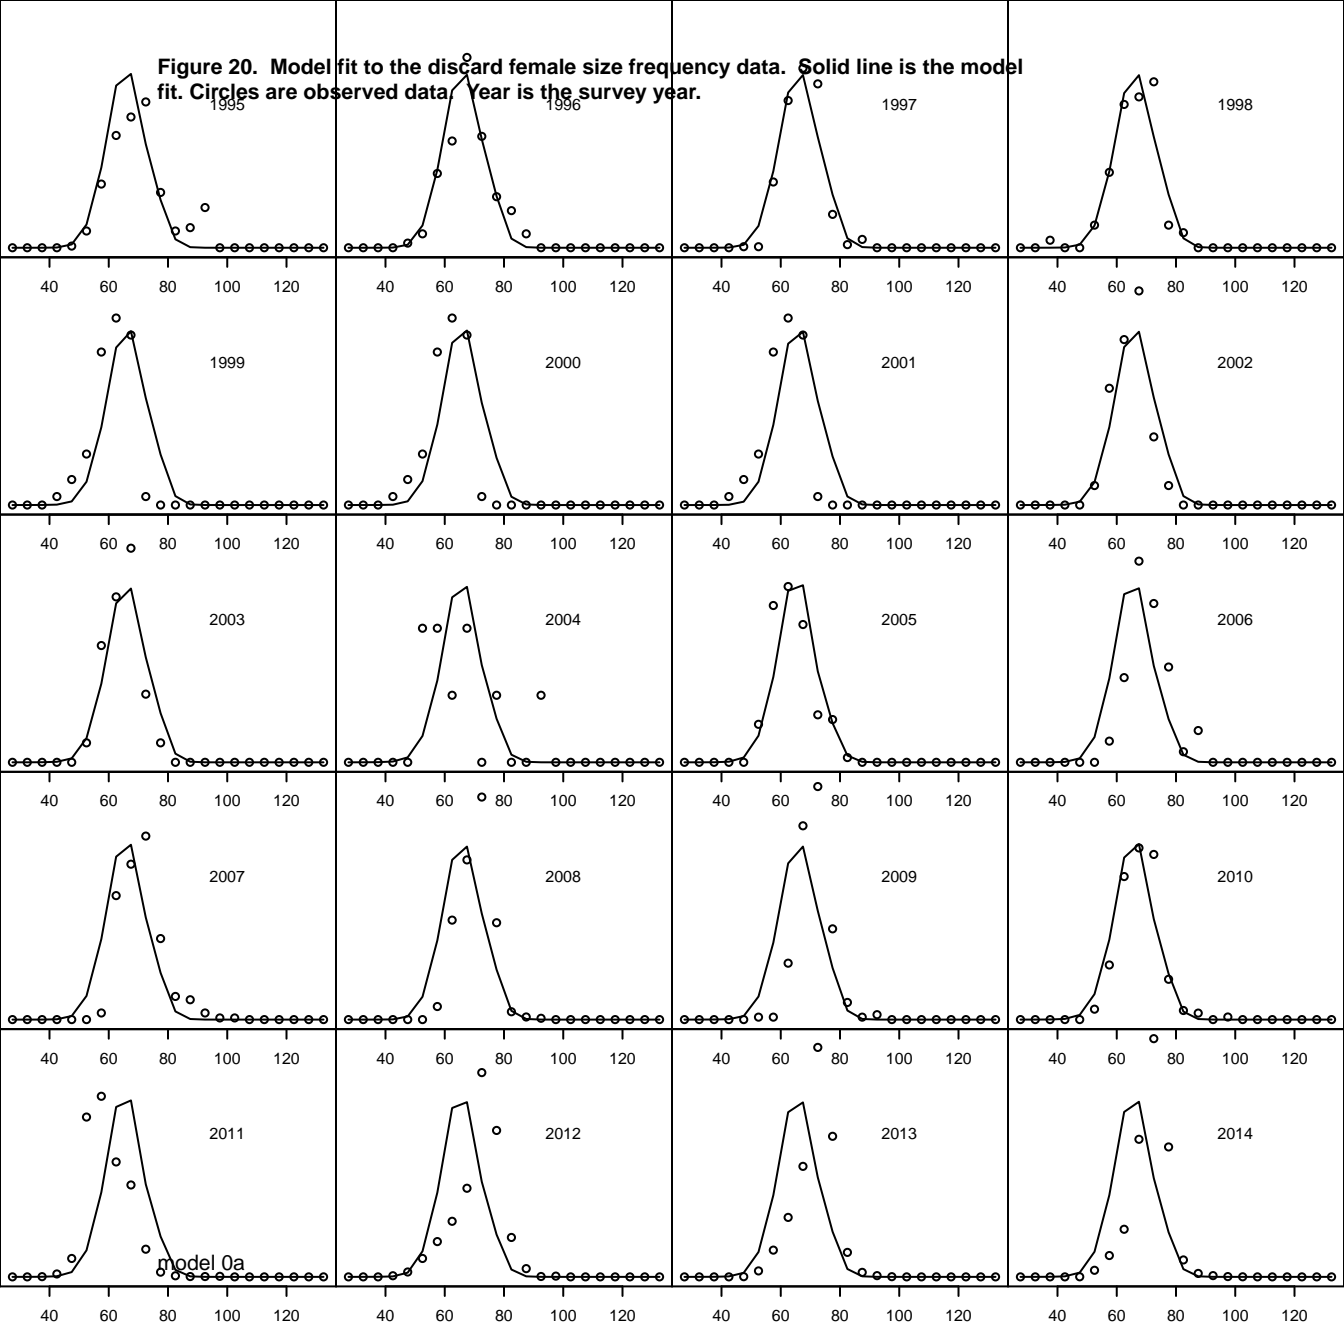 Figure 20.  Model fit to the discard female size frequency data.  Solid line is the model
fit. Circles are observed data.  Year is the survey year.
1995 1996 1997 1998
40 60 80 100 120 40 60 80 100 120 40 60 80 100 120 40 60 80 100 120
1999 2000 2001 2002
40 60 80 100 120 40 60 80 100 120 40 60 80 100 120 40 60 80 100 120
2003 2004 2005 2006
40 60 80 100 120 40 60 80 100 120 40 60 80 100 120 40 60 80 100 120
2007 2008 2009 2010
40 60 80 100 120 40 60 80 100 120 40 60 80 100 120 40 60 80 100 120
2011 2012 2013 2014
model 0a
40 60 80 100 120 40 60 80 100 120 40 60 80 100 120 40 60 80 100 120